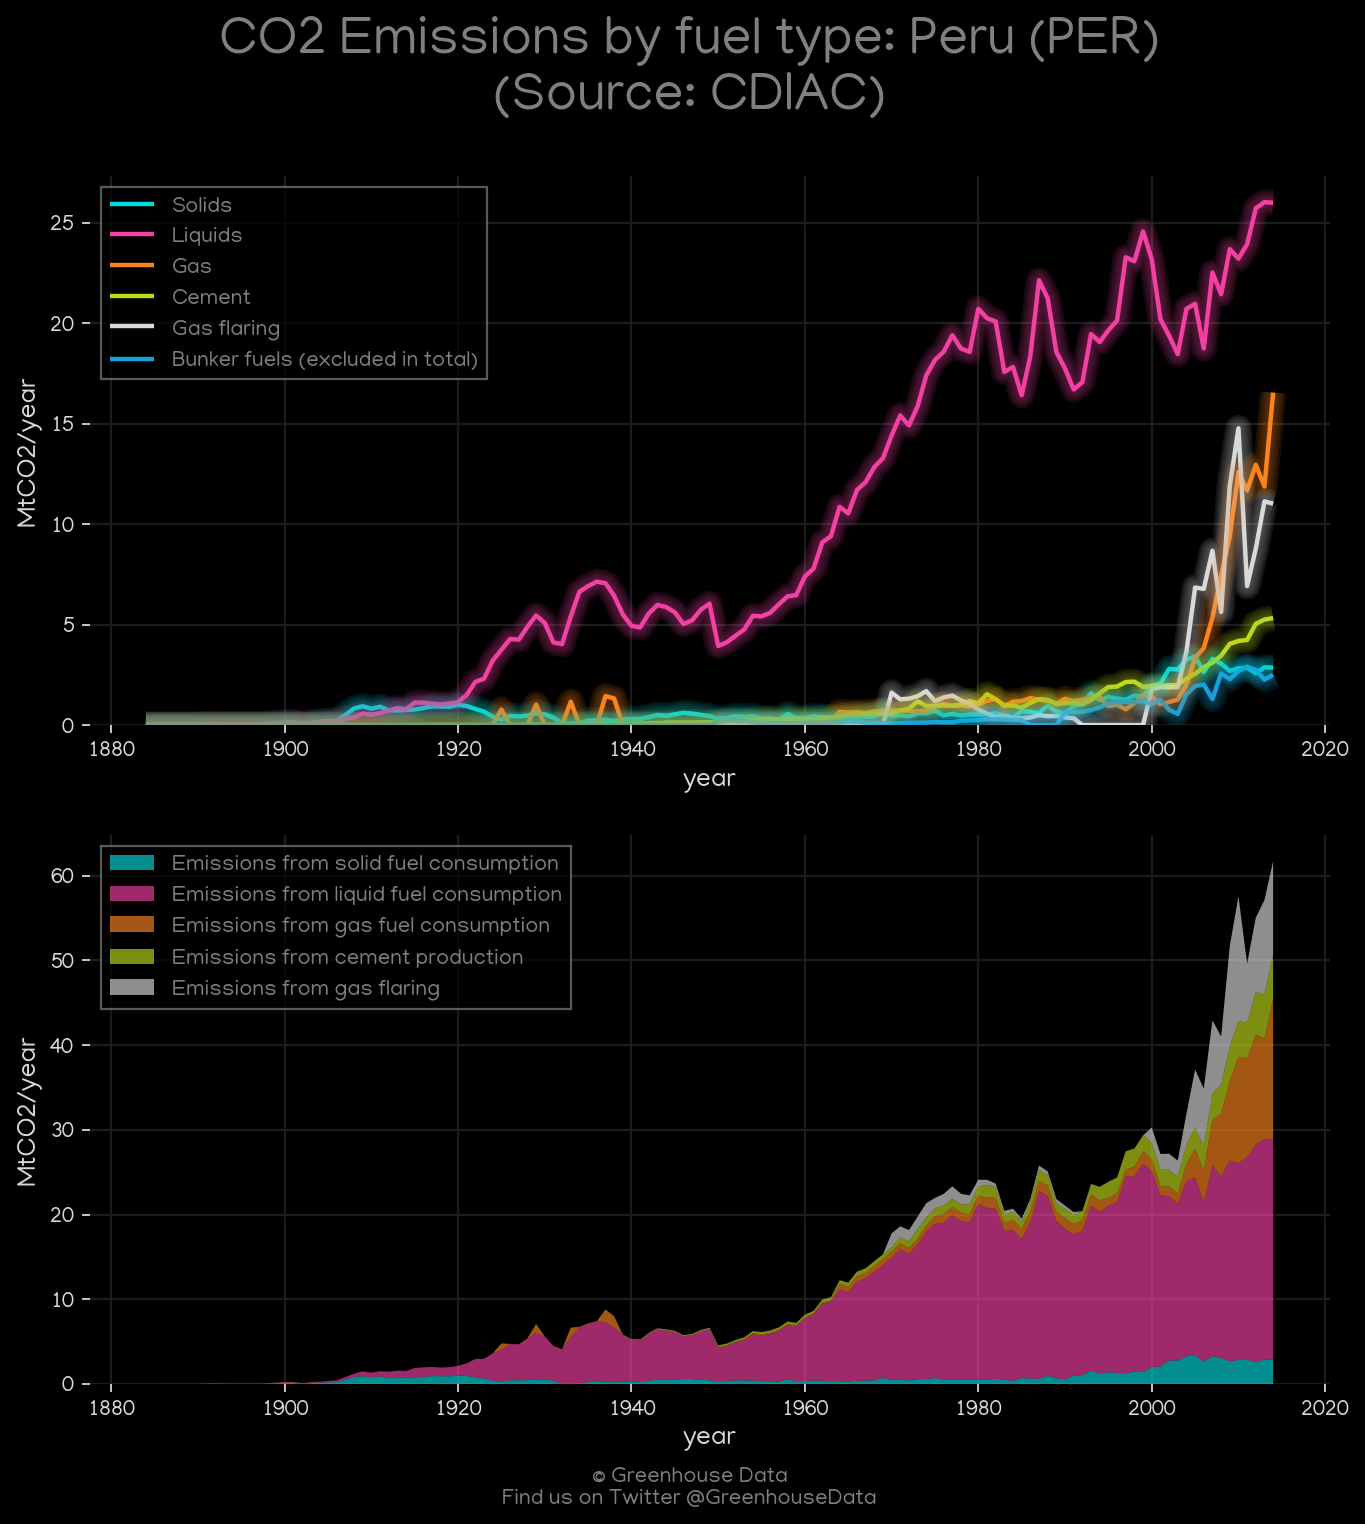 CO2 Emissions by fuel type: Peru (PER)
(Source: CDIAC)
Solids
Liquids
Gas
Cement
Gas flaring
Bunker fuels (excluded in total)
25
20
15
10
5
0
MtCO2/year
1880 1900 1920 1940 1960 1980 2000 2020
year
Emissions from solid fuel consumption
Emissions from liquid fuel consumption
Emissions from gas fuel consumption
Emissions from cement production
Emissions from gas flaring
60
50
40
30
20
10
0
MtCO2/year
1880 1900 1920 1940 1960 1980 2000 2020
year
© Greenhouse Data
Find us on Twitter @GreenhouseData